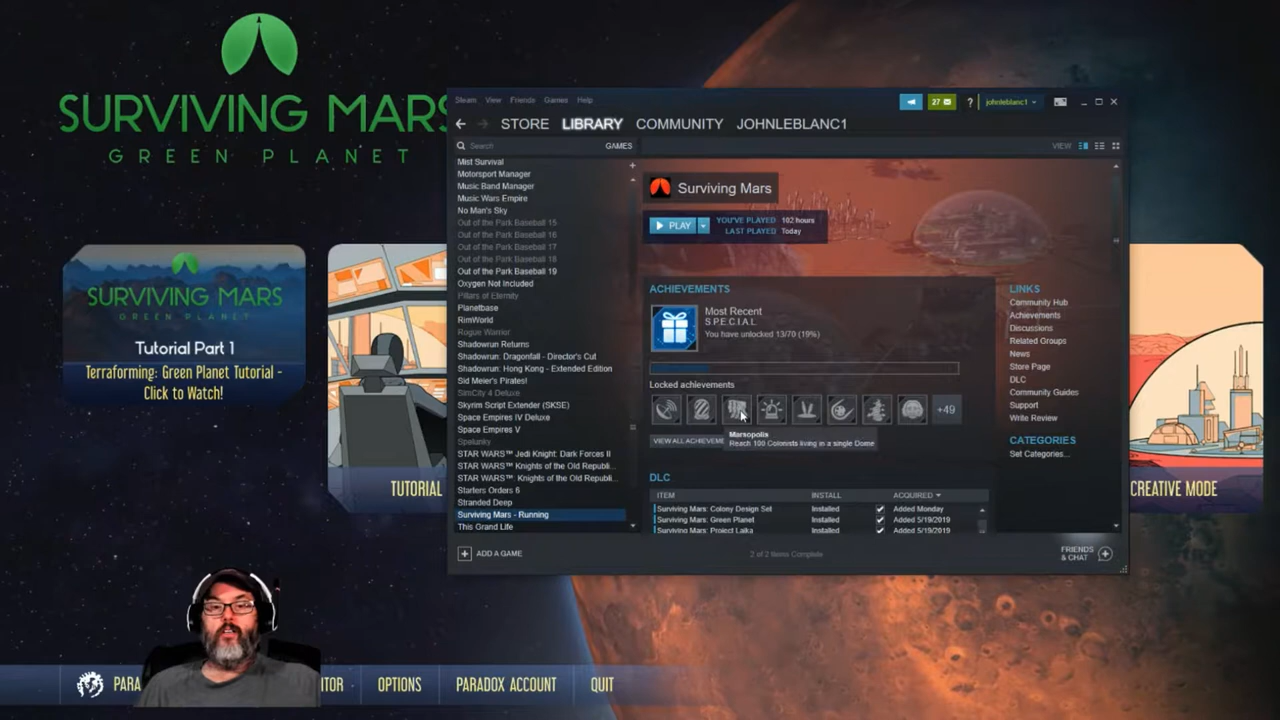 SURVIVING MARS
GREEN PLANET
SURVIVING MARS
GREEN PLANET
Tutorial Part 1
Terraforming: Green Planet Tutorial -
Click to Watch!
TUTORIAL
CREATIVE MODE
Steam View Friends Games Help
27
? johnleblanc1
STORE LIBRARY COMMUNITY JOHNLEBLANC1
Search GAMES
VIEW
Mist Survival
Motorsport Manager
Music Band Manager
Music Wars Empire
No Man's Sky
Out of the Park Baseball 15
Out of the Park Baseball 16
Out of the Park Baseball 17
Out of the Park Baseball 18
Out of the Park Baseball 19
Oxygen Not Included
Pillars of Eternity
Planetbase
RimWorld
Rogue Warrior
Shadowrun Returns
Shadowrun: Dragonfall - Director's Cut
Shadowrun: Hong Kong - Extended Edition
Sid Meier's Pirates!
SimCity 4 Deluxe
Skyrim Script Extender (SKSE)
Space Empires IV Deluxe
Space Empires V
Spelunky
STAR WARS™ Jedi Knight: Dark Forces II
STAR WARS™ Knights of the Old Republi...
STAR WARS™: Knights of the Old Republi...
Starters Orders 6
Stranded Deep
Surviving Mars - Running
This Grand Life
+ ADD A GAME
Surviving Mars
PLAY
YOU'VE PLAYED 102 hours
LAST PLAYED Today
ACHIEVEMENTS
Most Recent
S.P.E.C.I.A.L.
You have unlocked 13/70 (19%)
Locked achievements
+49
VIEW ALL ACHIEVEME
Marsopolis
Reach 100 Colonists living in a single Dome
DLC
ITEM INSTALL ACQUIRED
Surviving Mars: Colony Design Set Installed Added Monday
Surviving Mars: Green Planet Installed Added 5/19/2019
Surviving Mars: Project Laika Installed Added 5/19/2019
2 of 2 Items Complete
LINKS
Community Hub
Achievements
Discussions
Related Groups
News
Store Page
DLC
Community Guides
Support
Write Review
CATEGORIES
Set Categories...
FRIENDS
& CHAT
PARA
ITOR
OPTIONS
PARADOX ACCOUNT
QUIT